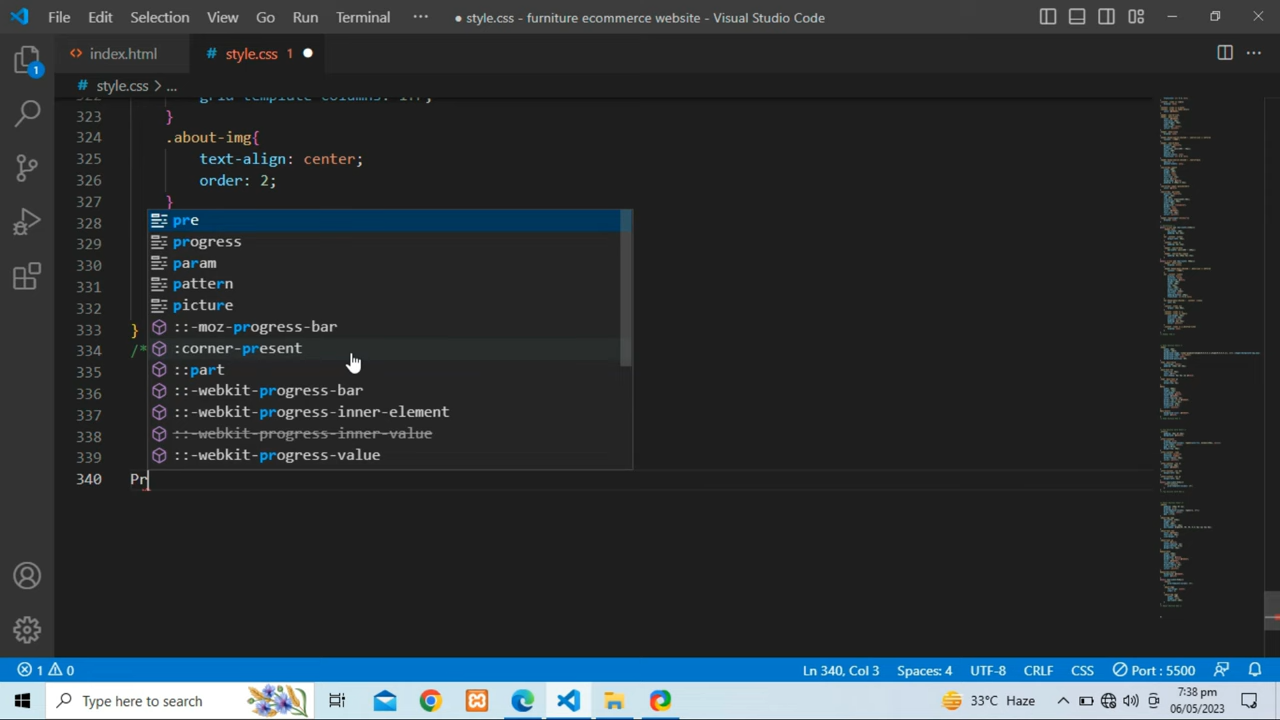 File Edit Selection View Go Run Terminal ··· ● style.css - furniture ecommerce website - Visual Studio Code
<> index.html # style.css 1 ●
# style.css > ...
322
323 }
324 .about-img{
325 text-align: center;
326 order: 2;
327 }
328 pre
329 progress
330 param
331 pattern
332 picture
333 } ::-moz-progress-bar
334 /* :corner-present
335 ::part
336 ::-webkit-progress-bar
337 ::-webkit-progress-inner-element
338 ::-webkit-progress-inner-value
339 ::-webkit-progress-value
340 Pr
1 0 Ln 340, Col 3 Spaces: 4 UTF-8 CRLF CSS Port : 5500
Type here to search 33°C Haze 7:38 pm
06/05/2023